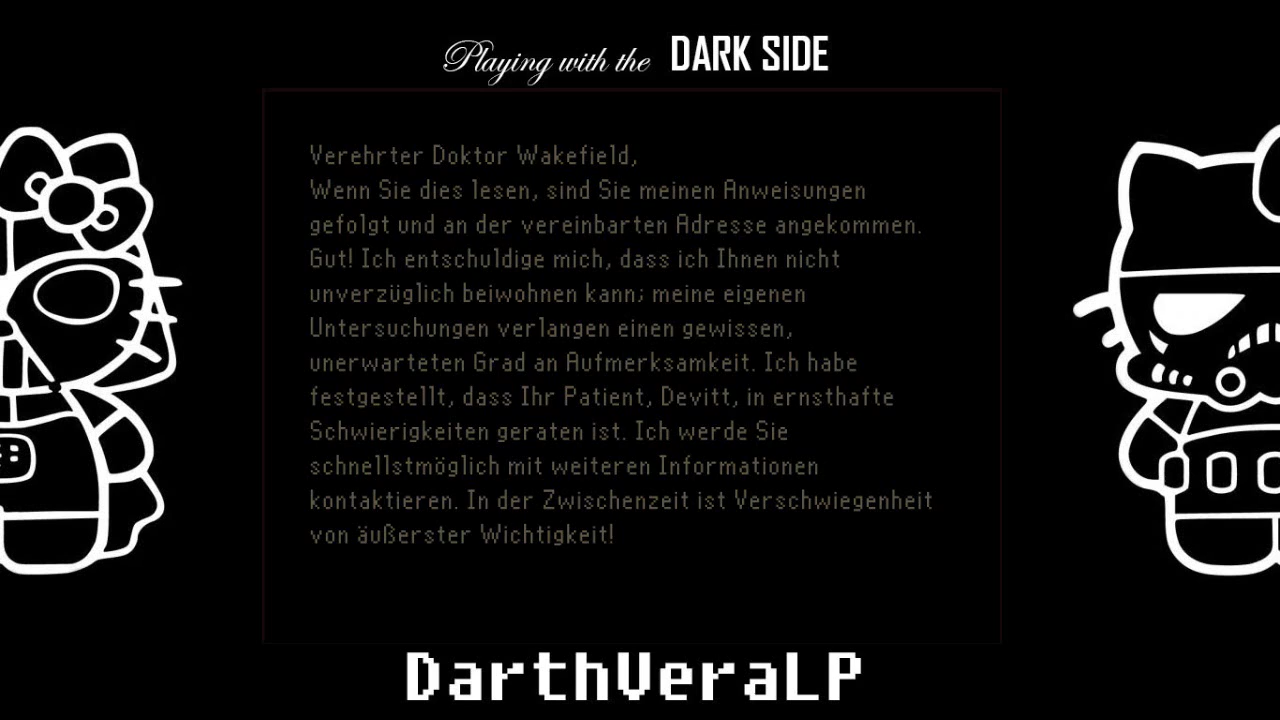 Playing with the DARK SIDE
Verehrter Doktor Wakefield,
Wenn Sie dies lesen, sind Sie meinen Anweisungen
gefolgt und an der vereinbarten Adresse angekommen.
Gut! Ich entschuldige mich, dass ich Ihnen nicht
unverzüglich beiwohnen kann; meine eigenen
Untersuchungen verlangen einen gewissen,
unerwarteten Grad an Aufmerksamkeit. Ich habe
festgestellt, dass Ihr Patient, Devitt, in ernsthafte
Schwierigkeiten geraten ist. Ich werde Sie
schnellstmöglich mit weiteren Informationen
kontaktieren. In der Zwischenzeit ist Verschwiegenheit
von äußerster Wichtigkeit!
DarthVeraLP